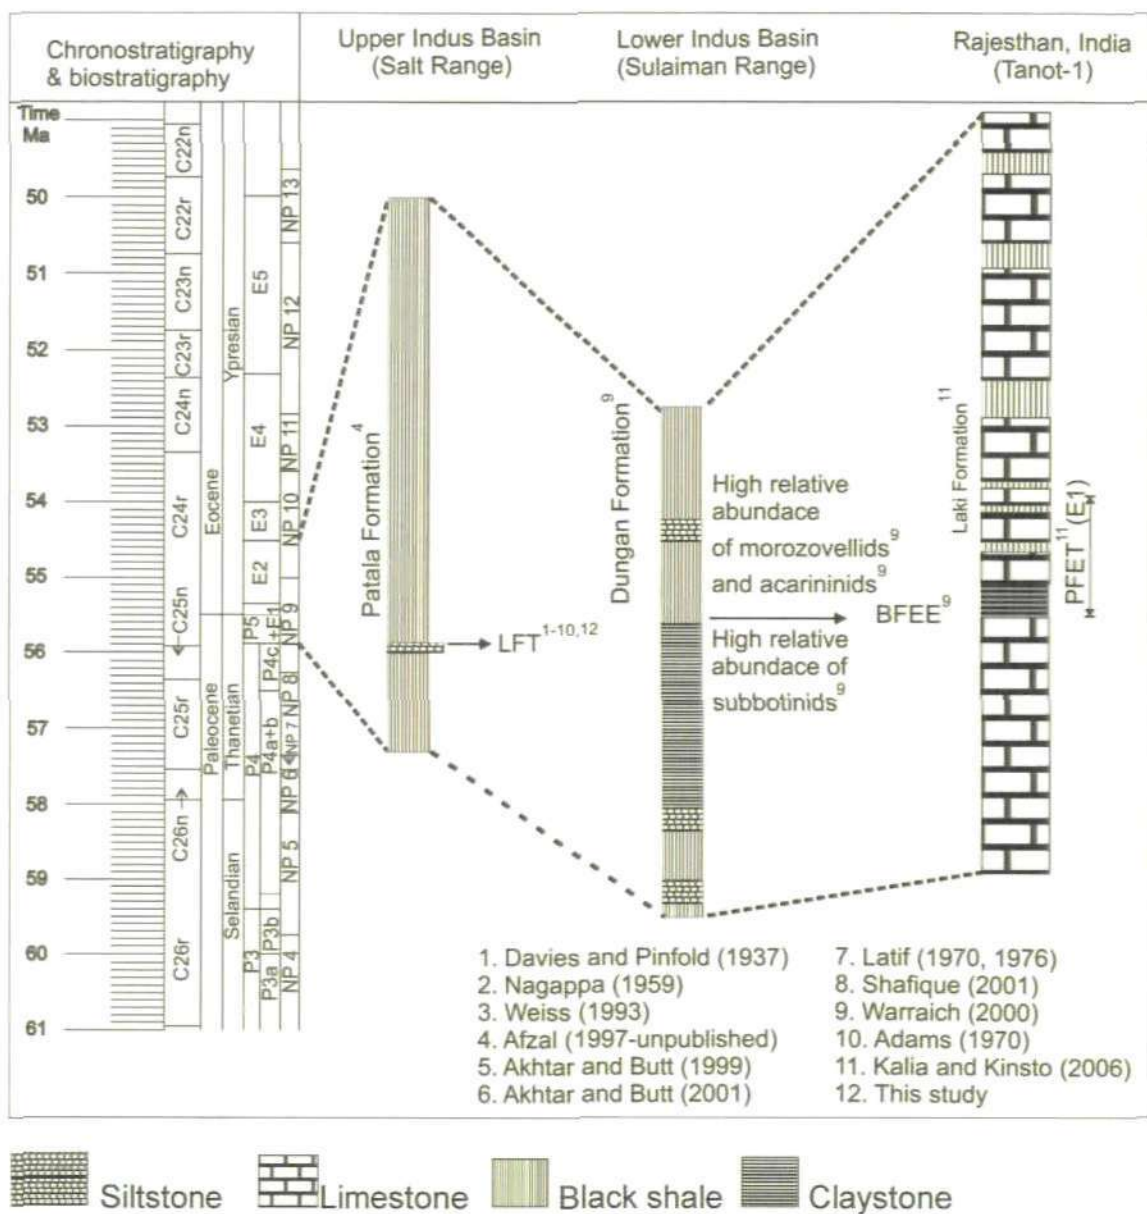 Chronostratigraphy
& biostratigraphy
Upper Indus Basin
(Salt Range)
Lower Indus Basin
(Sulaiman Range)
Rajesthan, India
(Tanot-1)
Time
Ma
50
51
52
53
54
55
56
57
58
59
60
61
C22n
C22r
C23n
C23r
C24n
C24r
C25n
C25r
C26n
C26r
Eocene
Paleocene
Ypresian
Thanetian
Selandian
E5
E4
E3
E2
P5
P4c
+E1
P4
P4a+b
P3
P3b
P3a
NP 13
NP 12
NP 11
NP 10
NP 9
NP 8
NP 7
NP 6
NP 5
NP 4
Patala Formation4
LFT1-10,12
Dungan Formation9
High relative
abundace
of morozovellids9
and acarininids9
BFEE9
High relative
abundace of
subbotinids9
Laki Formation11
PFET11(E1)
1. Davies and Pinfold (1937)
2. Nagappa (1959)
3. Weiss (1993)
4. Afzal (1997-unpublished)
5. Akhtar and Butt (1999)
6. Akhtar and Butt (2001)
7. Latif (1970, 1976)
8. Shafique (2001)
9. Warraich (2000)
10. Adams (1970)
11. Kalia and Kinsto (2006)
12. This study
Siltstone
Limestone
Black shale
Claystone